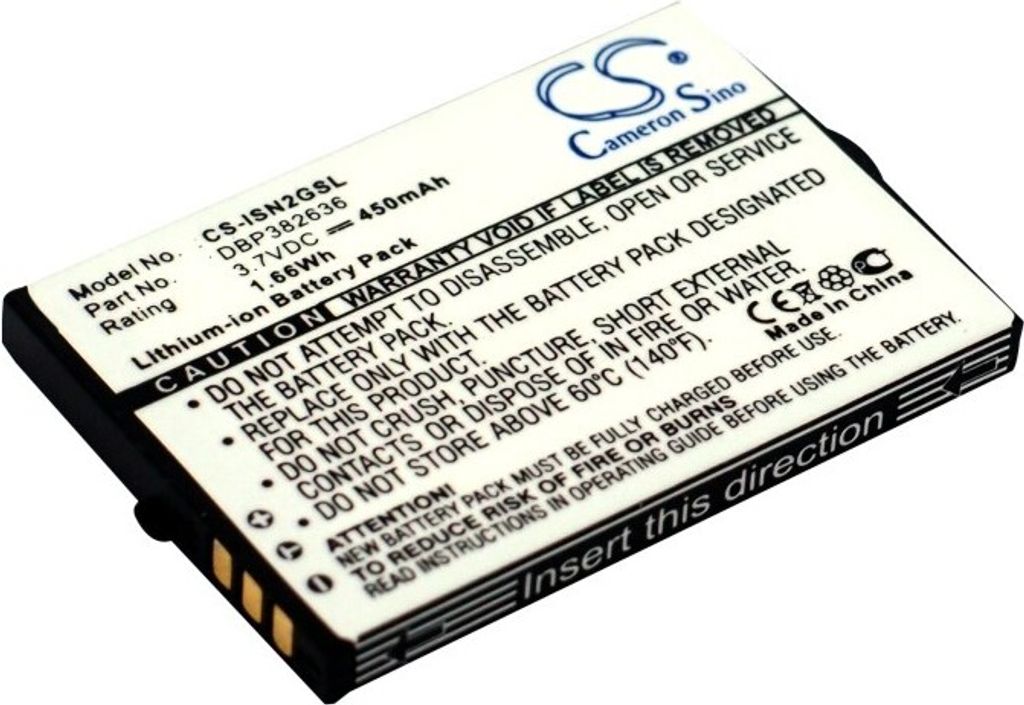 CS ®
Cameron Sino
Model No. : CS-ISN2GSL
Part No. : DBP382636
Rating : 3.7VDC ⎓ 450mAh
1.66Wh
Lithium-ion Battery Pack
CAUTION WARRANTY VOID IF LABEL IS REMOVED
• DO NOT ATTEMPT TO DISASSEMBLE, OPEN OR SERVICE
THE BATTERY PACK.
• REPLACE ONLY WITH THE BATTERY PACK DESIGNATED
FOR THIS PRODUCT.
• DO NOT CRUSH, PUNCTURE, SHORT EXTERNAL
CONTACTS, OR DISPOSE OF IN FIRE OR WATER.
• DO NOT STORE ABOVE 60°C (140°F).
CE
Made in China
ATTENTION!
NEW BATTERY PACK MUST BE FULLY CHARGED BEFORE USE.
TO REDUCE RISK OF FIRE OR BURNS
READ INSTRUCTION OF OPERATING GUIDE BEFORE USE.
+
T
-
Insert this direction